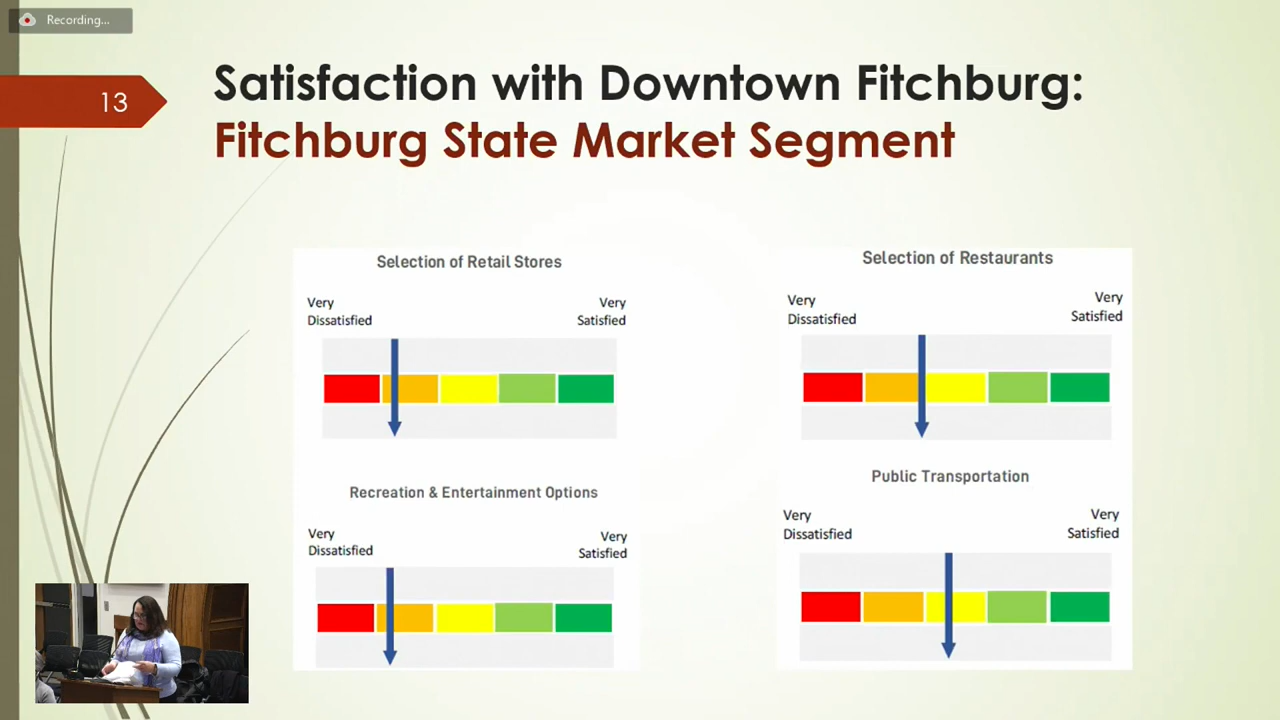 Recording...
13
Satisfaction with Downtown Fitchburg:
Fitchburg State Market Segment
Selection of Retail Stores
Very
Dissatisfied
Very
Satisfied
Selection of Restaurants
Very
Dissatisfied
Very
Satisfied
Recreation & Entertainment Options
Very
Dissatisfied
Very
Satisfied
Public Transportation
Very
Dissatisfied
Very
Satisfied